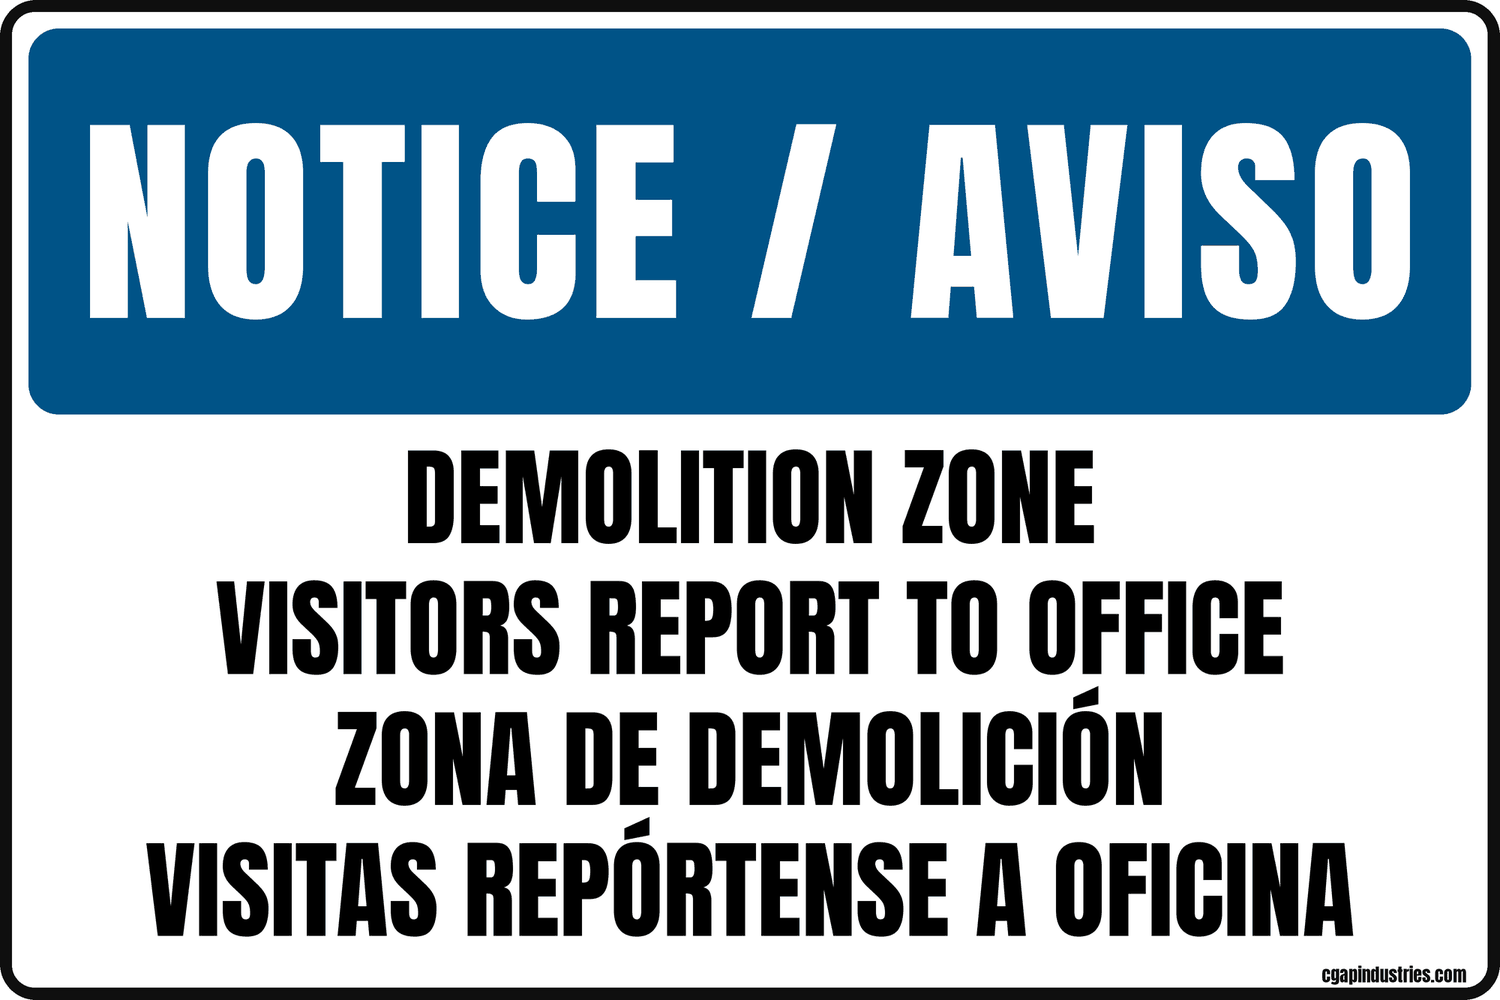 NOTICE / AVISO
DEMOLITION ZONE
VISITORS REPORT TO OFFICE
ZONA DE DEMOLICIÓN
VISITAS REPÓRTENSE A OFICINA
cgapindustries.com